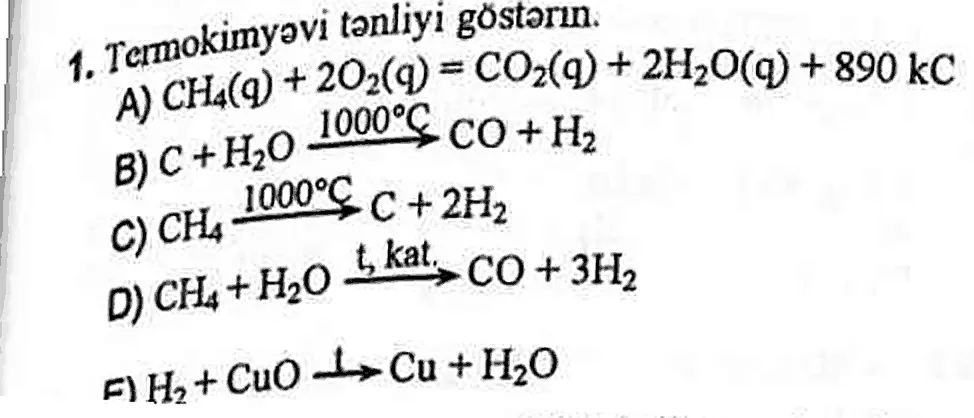 1. Termokimyəvi tənliyi göstərin.
A) CH₄(q) + 2O₂(q) = CO₂(q) + 2H₂O(q) + 890 kC
B) C + H₂O 1000°C→ CO + H₂
C) CH₄ 1000°C→ C + 2H₂
D) CH₄ + H₂O t, kat.→ CO + 3H₂
E) H₂ + CuO t→ Cu + H₂O